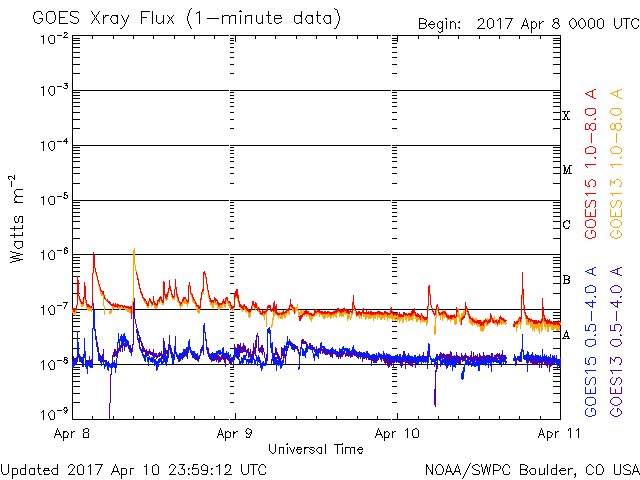 GOES Xray Flux (1-minute data)
Begin: 2017 Apr 8 0000 UTC
10-2
10-3
10-4
10-5
10-6
10-7
10-8
10-9
Watts m-2
X
M
C
B
A
GOES15 1.0-8.0 A
GOES13 1.0-8.0 A
GOES15 0.5-4.0 A
GOES13 0.5-4.0 A
Apr 8
Apr 9
Apr 10
Apr 11
Universal Time
Updated 2017 Apr 10 23:59:12 UTC
NOAA/SWPC Boulder, CO USA